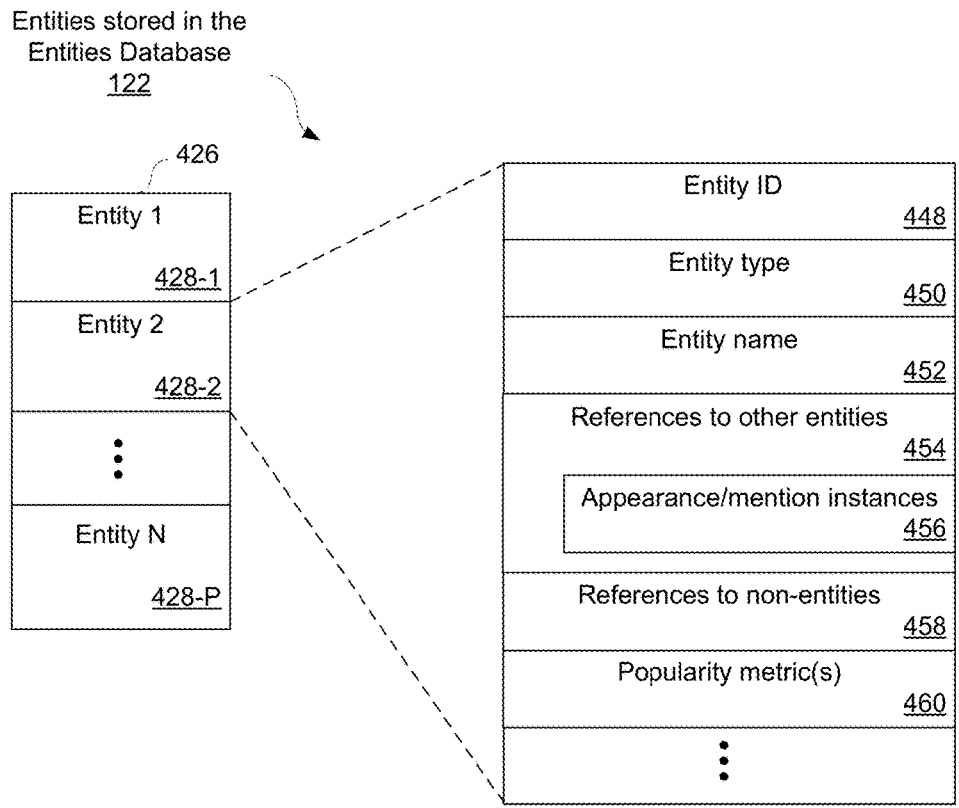 Entities stored in the
Entities Database
122
426
Entity 1
428-1
Entity 2
428-2
Entity N
428-P
Entity ID
448
Entity type
450
Entity name
452
References to other entities
454
Appearance/mention instances
456
References to non-entities
458
Popularity metric(s)
460